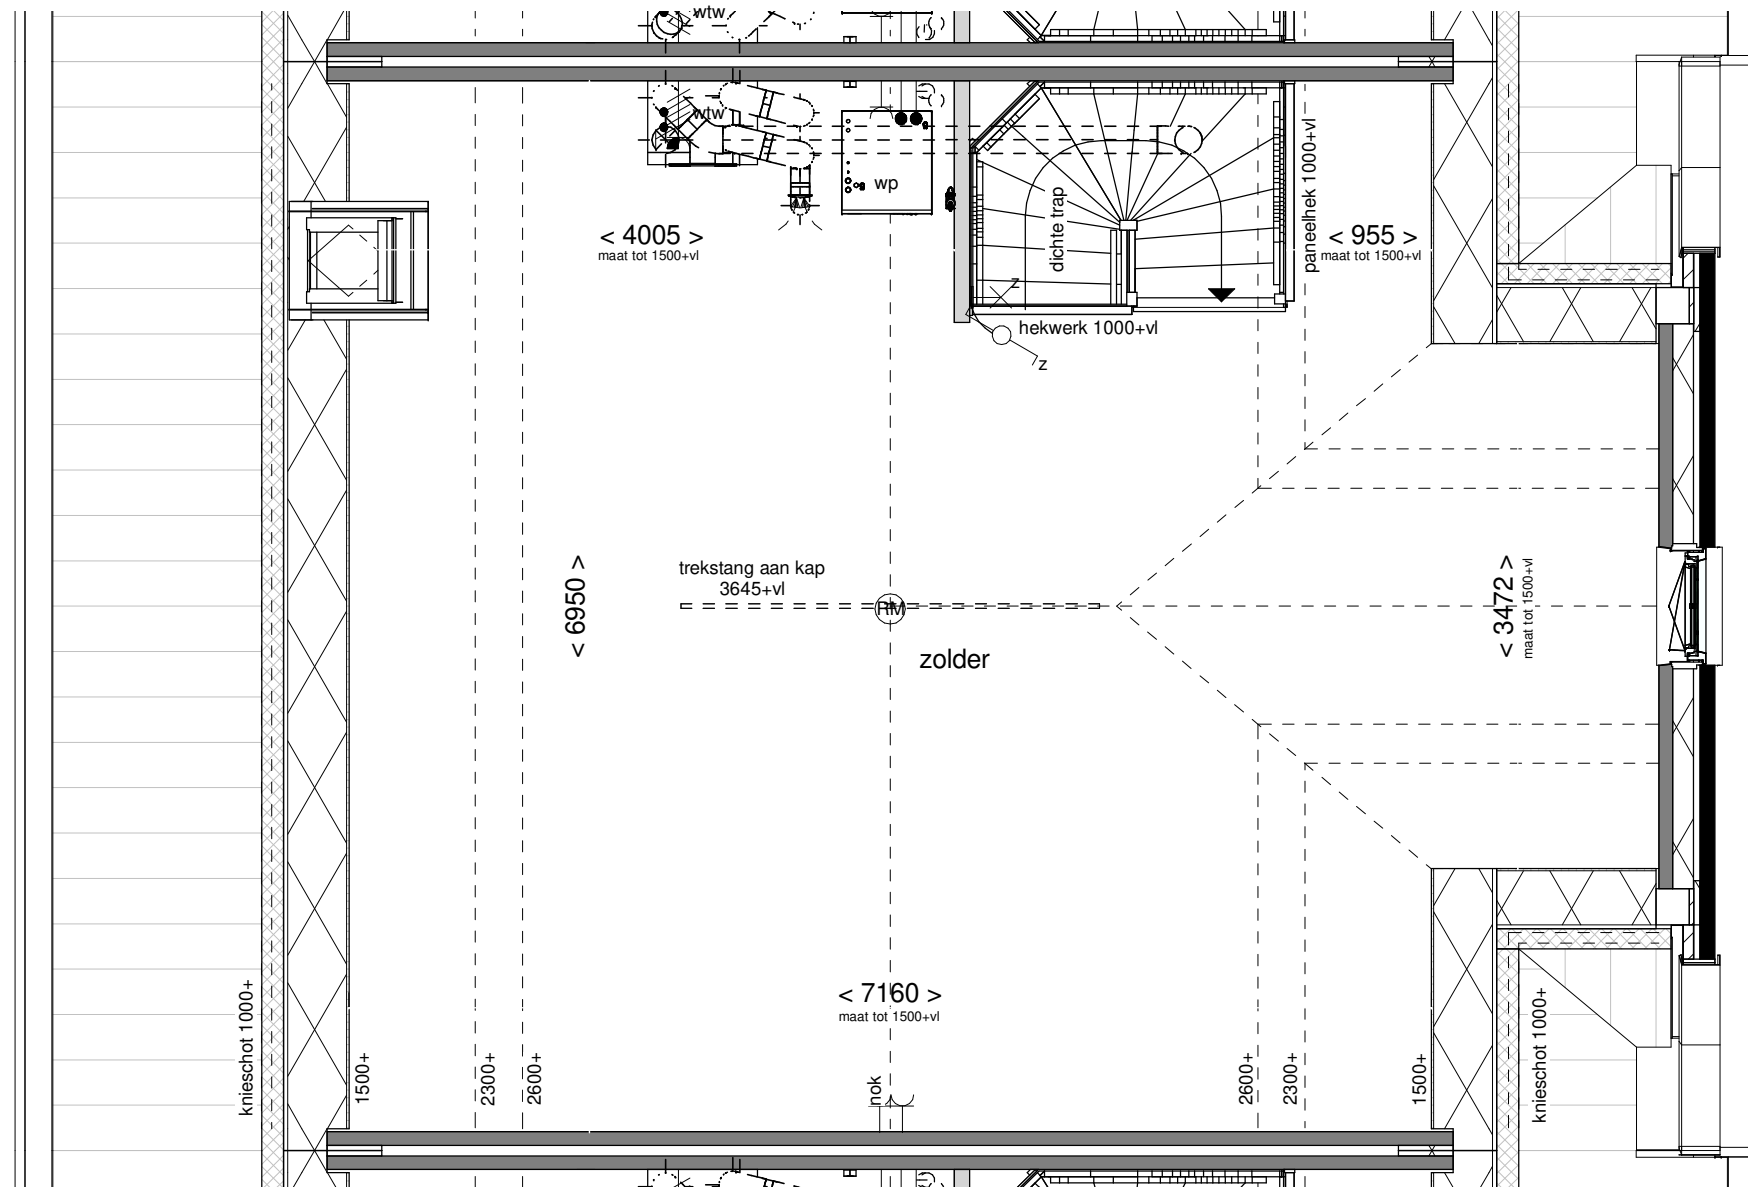 wtw
wtw
wp
< 4005 >
maat tot 1500+vl
dichte trap
paneelhek 1000+vl
< 955 >
maat tot 1500+vl
z
hekwerk 1000+vl
z
< 6950 >
trekstang aan kap
3645+vl
RM
zolder
< 3472 >
maat tot 1500+vl
< 7160 >
maat tot 1500+vl
knieschot 1000+
1500+
2300+
2600+
nok
2600+
2300+
1500+
knieschot 1000+